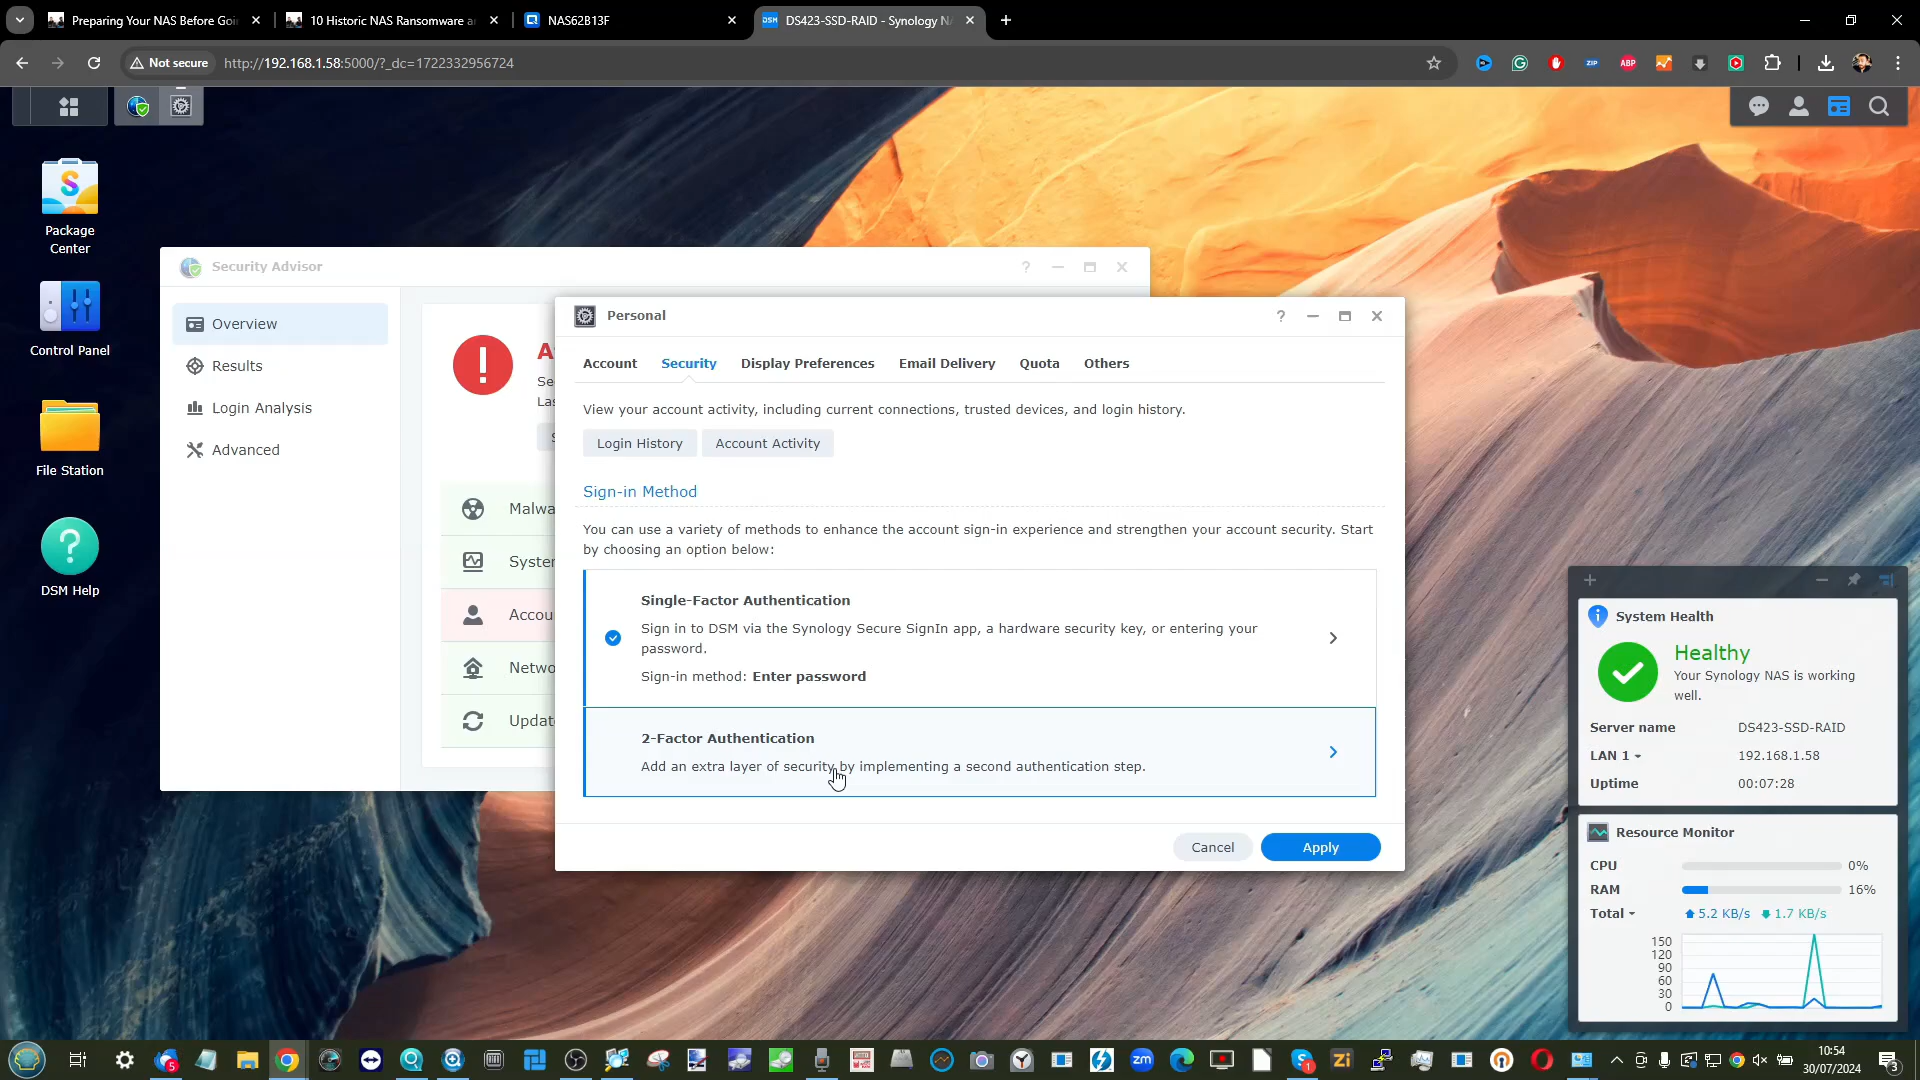 Preparing Your NAS Before Goi
10 Historic NAS Ransomware a
NAS62B13F
DSM
DS423-SSD-RAID - Synology N
Not secure
http://192.168.1.58:5000/?_dc=1722332956724
ZIP
ABP
Package
Center
Control Panel
File Station
DSM Help
Security Advisor
Overview
Results
Login Analysis
Advanced
Malwa
System
Accou
Netwo
Updat
Personal
Account
Security
Display Preferences
Email Delivery
Quota
Others
View your account activity, including current connections, trusted devices, and login history.
Login History
Account Activity
Sign-in Method
You can use a variety of methods to enhance the account sign-in experience and strengthen your account security. Start
by choosing an option below:
Single-Factor Authentication
Sign in to DSM via the Synology Secure SignIn app, a hardware security key, or entering your
password.
Sign-in method: Enter password
2-Factor Authentication
Add an extra layer of security by implementing a second authentication step.
Cancel
Apply
System Health
Healthy
Your Synology NAS is working
well.
Server name DS423-SSD-RAID
LAN 1 192.168.1.58
Uptime 00:07:28
Resource Monitor
CPU 0%
RAM 16%
Total 5.2 KB/s 1.7 KB/s
150
120
90
60
30
0
5
zm
1
Zi
10:54
30/07/2024
3